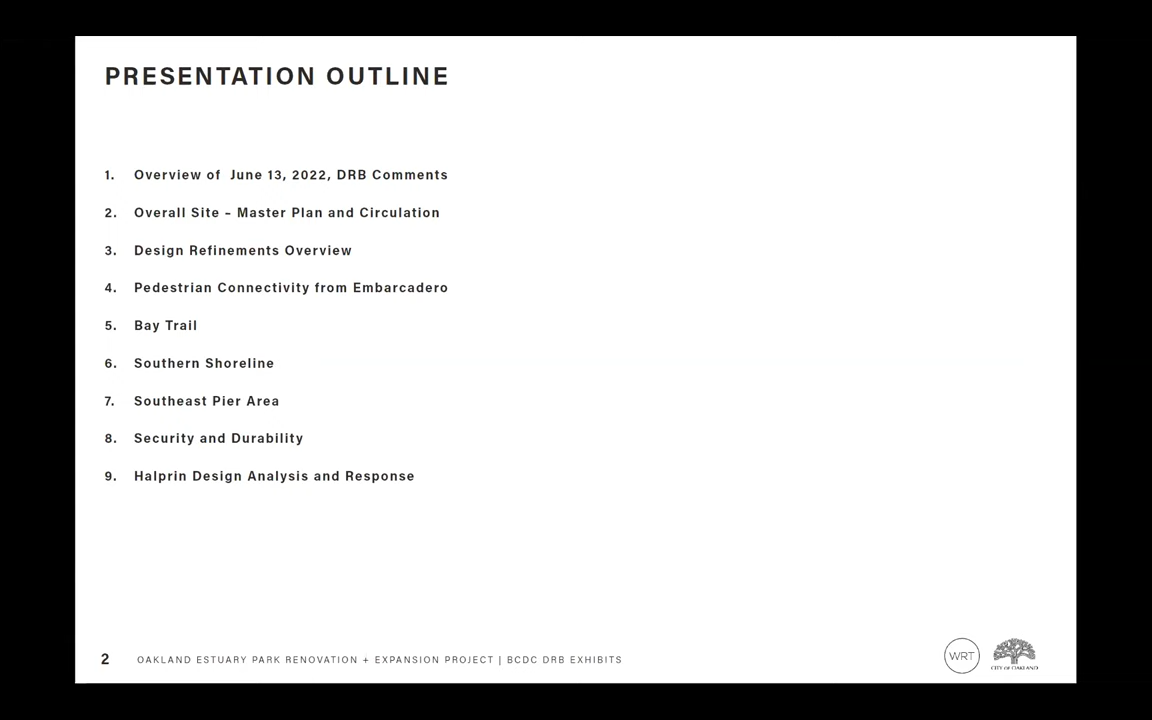 PRESENTATION OUTLINE
1. Overview of June 13, 2022, DRB Comments
2. Overall Site – Master Plan and Circulation
3. Design Refinements Overview
4. Pedestrian Connectivity from Embarcadero
5. Bay Trail
6. Southern Shoreline
7. Southeast Pier Area
8. Security and Durability
9. Halprin Design Analysis and Response
2 OAKLAND ESTUARY PARK RENOVATION + EXPANSION PROJECT | BCDC DRB EXHIBITS
WRT
CITY OF OAKLAND